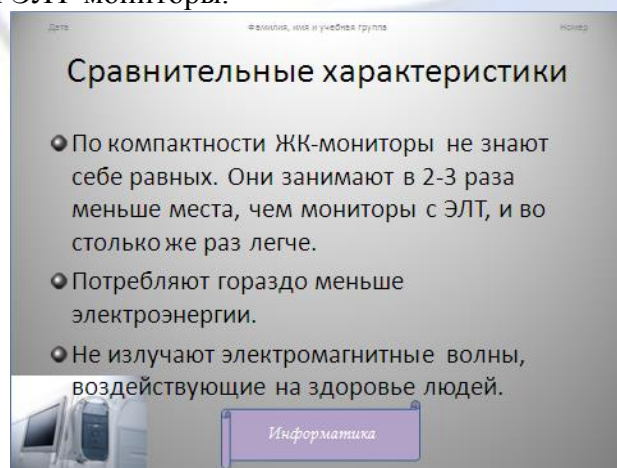 ЭЛТ-мониторы.
Дата Фамилия, имя и учебная группа Номер
Сравнительные характеристики
По компактности ЖК-мониторы не знают
себе равных. Они занимают в 2-3 раза
меньше места, чем мониторы с ЭЛТ, и во
столько же раз легче.
Потребляют гораздо меньше
электроэнергии.
Не излучают электромагнитные волны,
воздействующие на здоровье людей.
Информатика